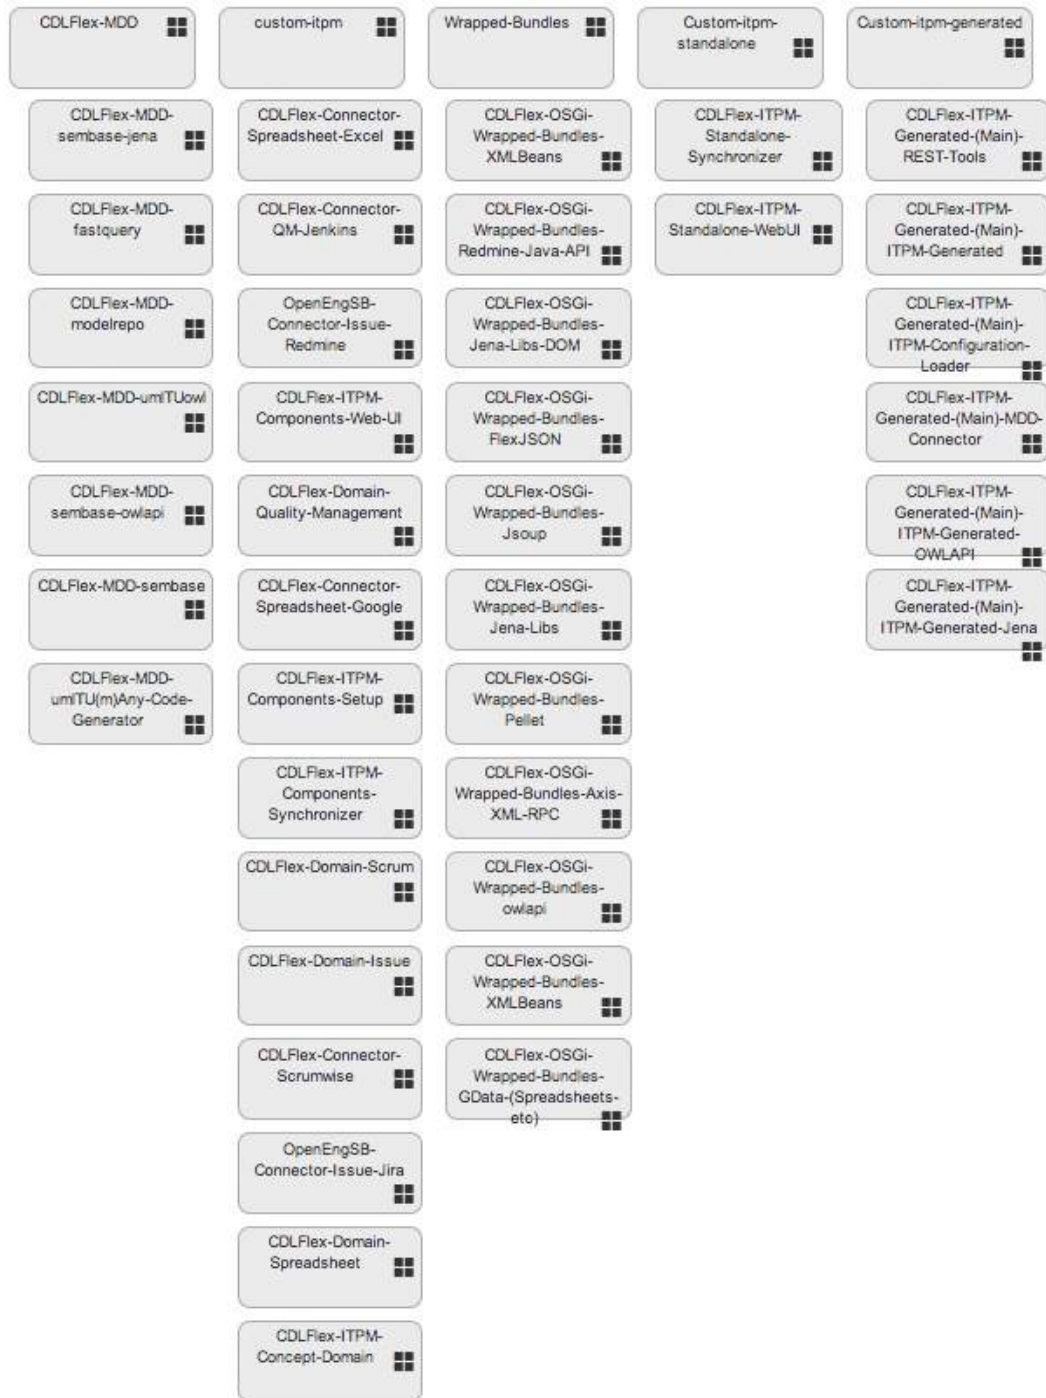 CDLFlex-MDD
custom-itpm
Wrapped-Bundles
Custom-itpm-
standalone
Custom-itpm-generated
CDLFlex-MDD-
sembase-jena
CDLFlex-MDD-
fastquery
CDLFlex-MDD-
modelrepo
CDLFlex-MDD-umlTUowl
CDLFlex-MDD-
sembase-owlapi
CDLFlex-MDD-sembase
CDLFlex-MDD-
umlTU(m)Any-Code-
Generator
CDLFlex-Connector-
Spreadsheet-Excel
CDLFlex-Connector-
QM-Jenkins
OpenEngSB-
Connector-Issue-
Redmine
CDLFlex-ITPM-
Components-Web-UI
CDLFlex-Domain-
Quality-Management
CDLFlex-Connector-
Spreadsheet-Google
CDLFlex-ITPM-
Components-Setup
CDLFlex-ITPM-
Components-
Synchronizer
CDLFlex-Domain-Scrum
CDLFlex-Domain-Issue
CDLFlex-Connector-
Scrumwise
OpenEngSB-
Connector-Issue-Jira
CDLFlex-Domain-
Spreadsheet
CDLFlex-ITPM-
Concept-Domain
CDLFlex-OSGi-
Wrapped-Bundles-
XMLBeans
CDLFlex-OSGi-
Wrapped-Bundles-
Redmine-Java-API
CDLFlex-OSGi-
Wrapped-Bundles-
Jena-Libs-DOM
CDLFlex-OSGi-
Wrapped-Bundles-
FlexJSON
CDLFlex-OSGi-
Wrapped-Bundles-
Jsoup
CDLFlex-OSGi-
Wrapped-Bundles-
Jena-Libs
CDLFlex-OSGi-
Wrapped-Bundles-
Pellet
CDLFlex-OSGi-
Wrapped-Bundles-Axis-
XML-RPC
CDLFlex-OSGi-
Wrapped-Bundles-
owlapi
CDLFlex-OSGi-
Wrapped-Bundles-
XMLBeans
CDLFlex-OSGi-
Wrapped-Bundles-
GData-(Spreadsheets-
etc)
CDLFlex-ITPM-
Standalone-
Synchronizer
CDLFlex-ITPM-
Standalone-WebUI
CDLFlex-ITPM-
Generated-(Main)-
REST-Tools
CDLFlex-ITPM-
Generated-(Main)-
ITPM-Generated
CDLFlex-ITPM-
Generated-(Main)-
ITPM-Configuration-
Loader
CDLFlex-ITPM-
Generated-(Main)-MDD-
Connector
CDLFlex-ITPM-
Generated-(Main)-
ITPM-Generated-
OWLAPI
CDLFlex-ITPM-
Generated-(Main)-
ITPM-Generated-Jena